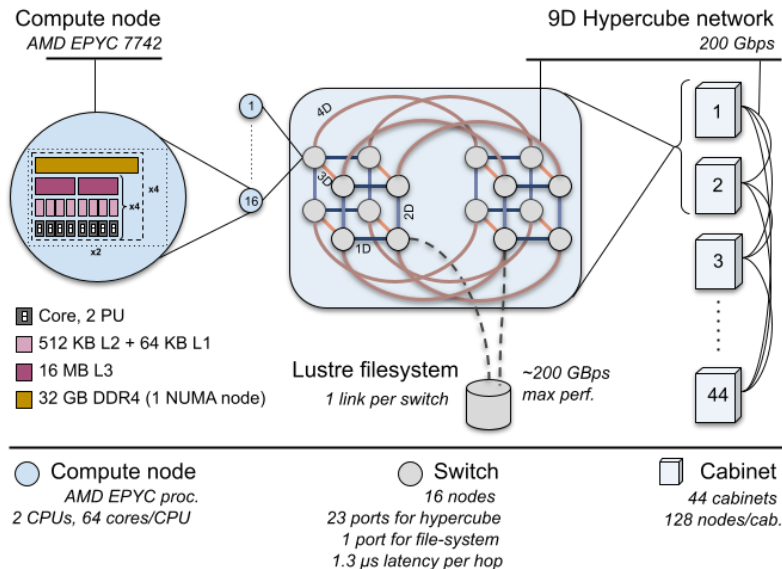 Compute node
AMD EPYC 7742
9D Hypercube network
200 Gbps
1
16
x4
x4
x2
4D
3D
2D
1D
1
2
3
44
Core, 2 PU
512 KB L2 + 64 KB L1
16 MB L3
32 GB DDR4 (1 NUMA node)
Lustre filesystem
1 link per switch
~200 GBps
max perf.
Compute node
AMD EPYC proc.
2 CPUs, 64 cores/CPU
Switch
16 nodes
23 ports for hypercube
1 port for file-system
1.3 µs latency per hop
Cabinet
44 cabinets
128 nodes/cab.